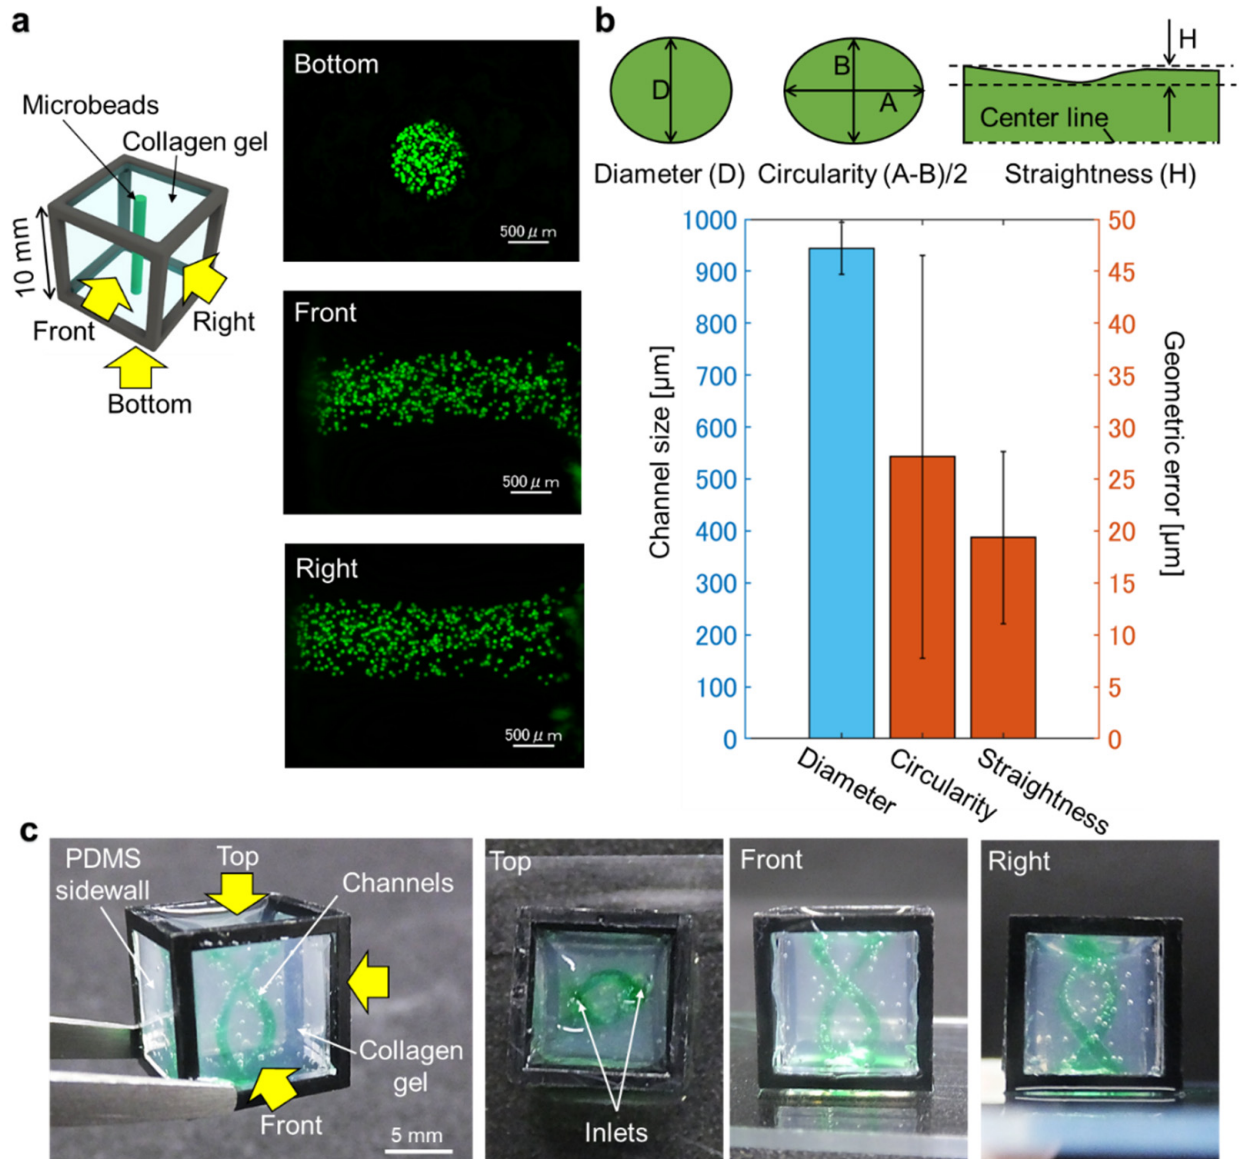 a
Microbeads
Collagen gel
10 mm
Front
Right
Bottom
Bottom
500 μm
Front
500 μm
Right
500 μm
b
D
B
A
H
Center line
Diameter (D)
Circularity (A-B)/2
Straightness (H)
1000
900
800
700
600
500
400
300
200
100
0
Channel size [μm]
50
45
40
35
30
25
20
15
10
5
0
Geometric error [μm]
Diameter
Circularity
Straightness
c
PDMS
sidewall
Top
Channels
Collagen
gel
Front
5 mm
Top
Inlets
Front
Right